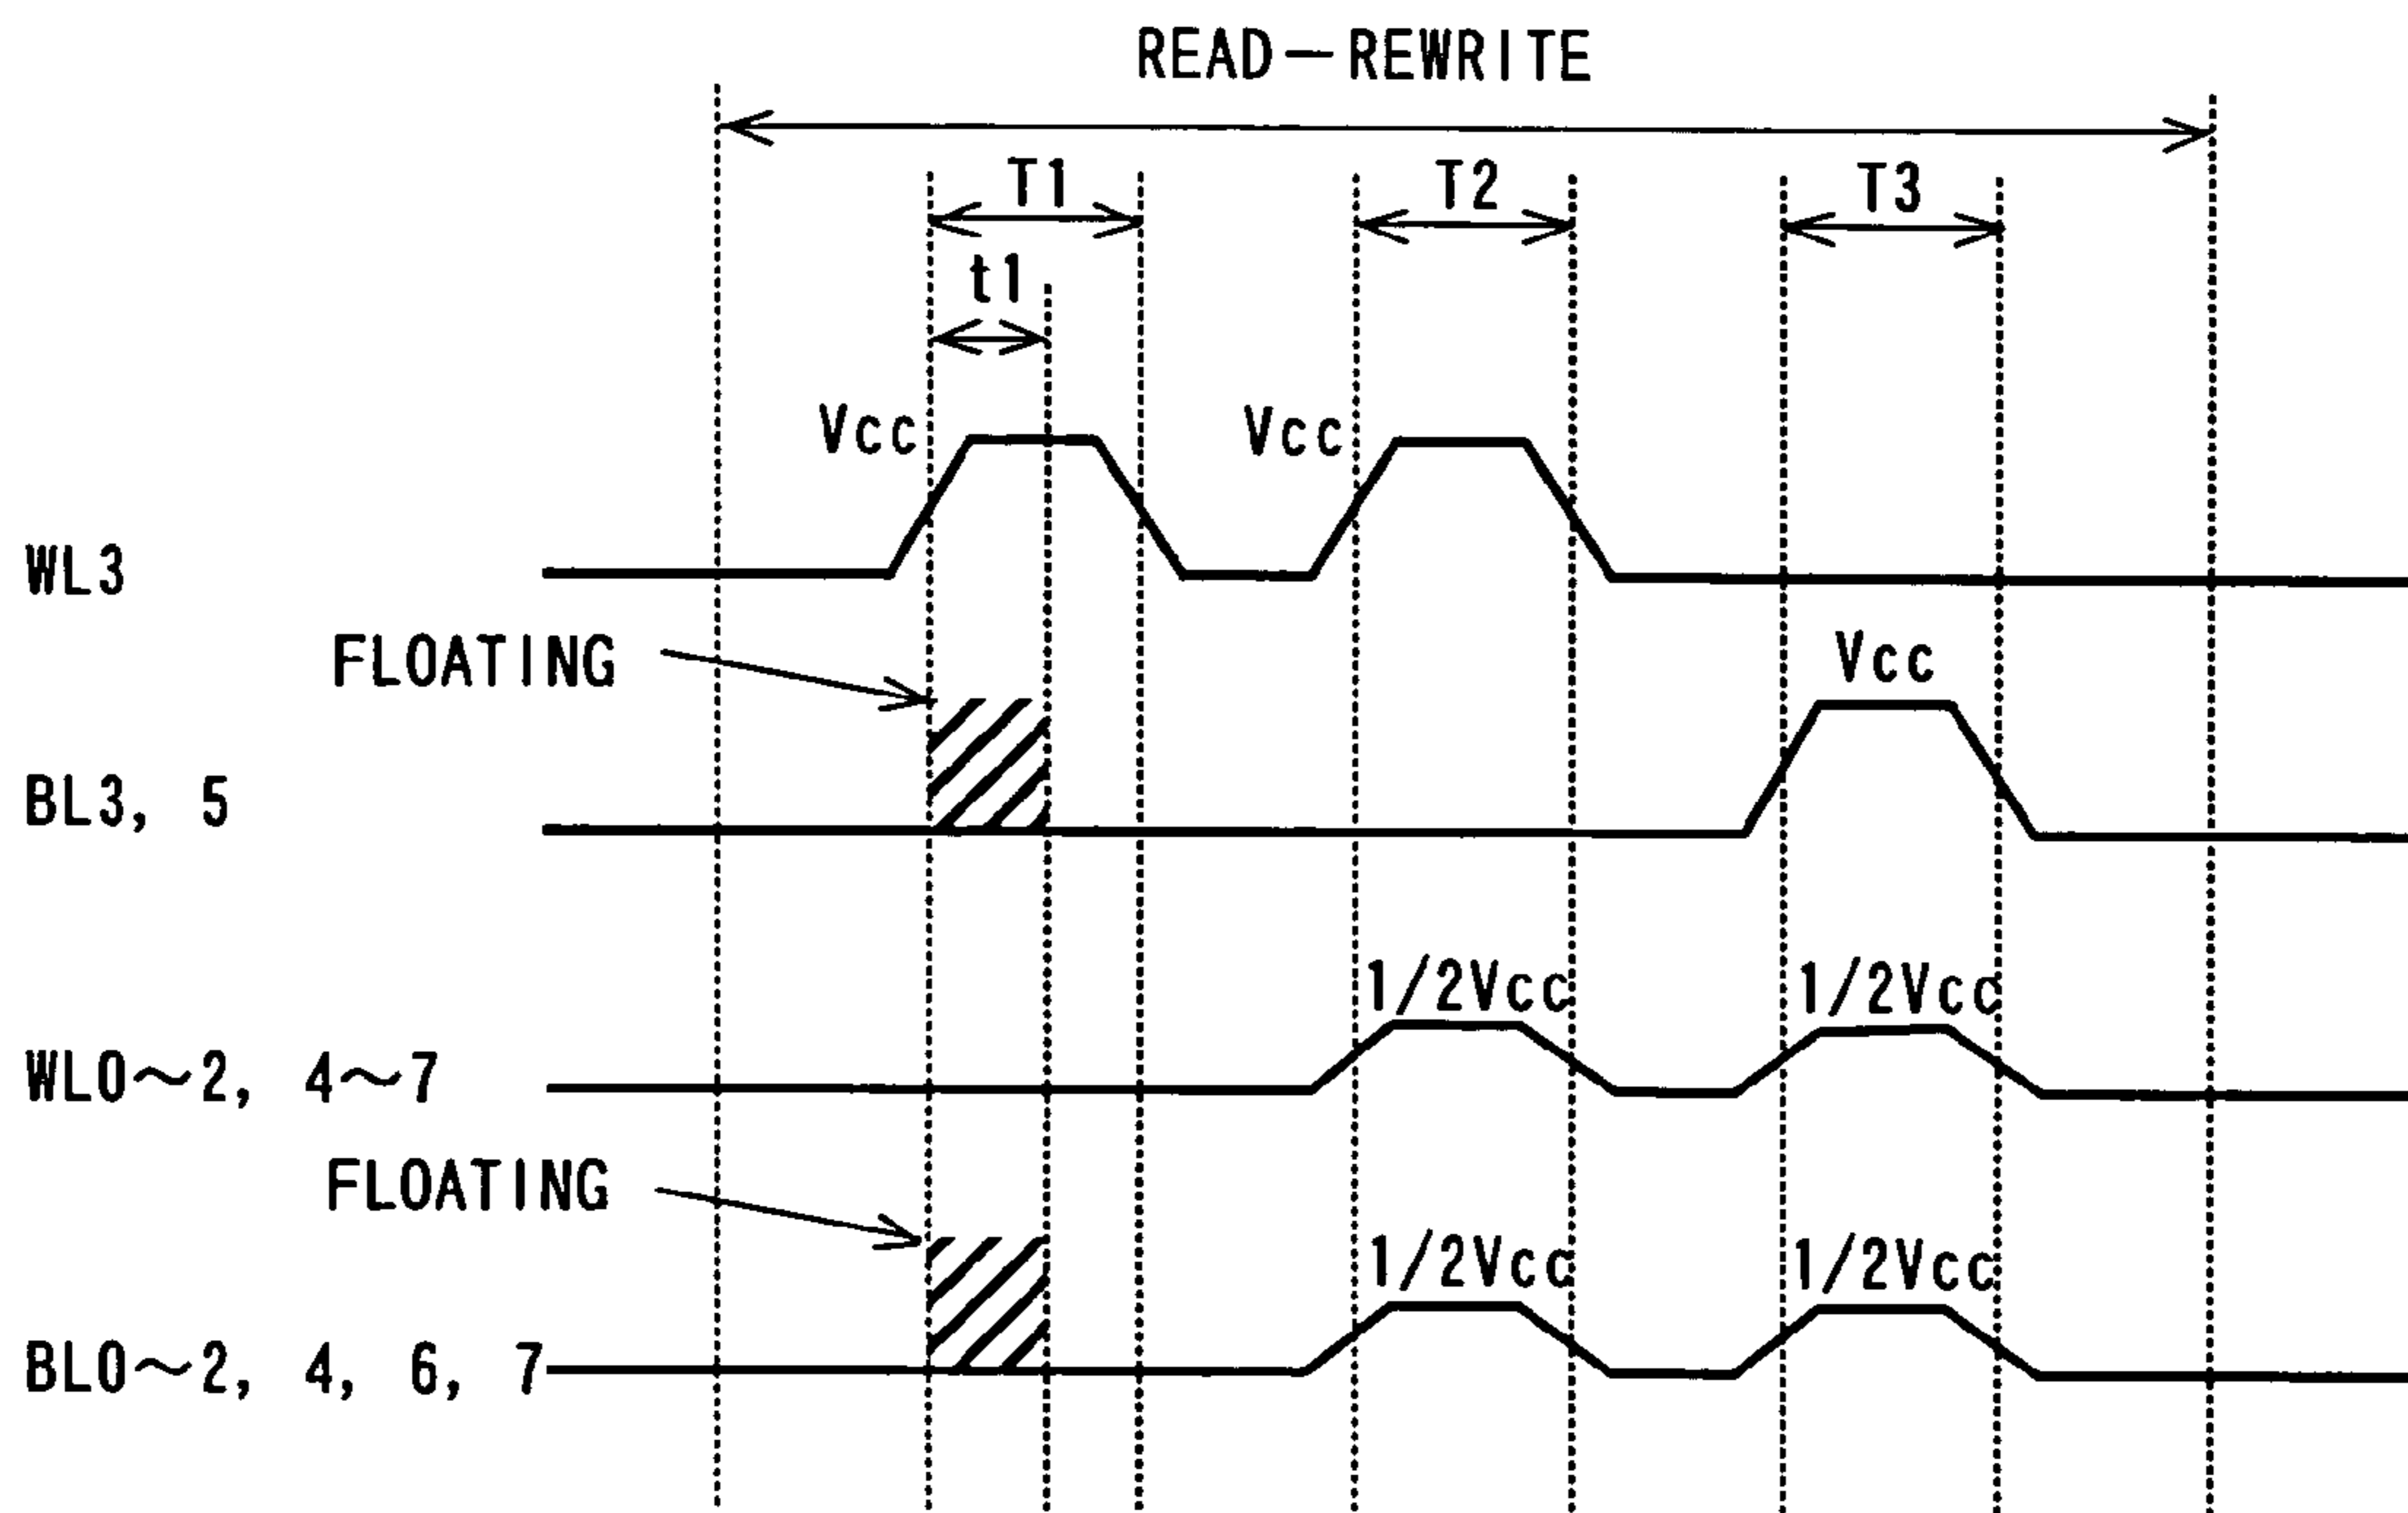 READ-REWRITE
T1
T2
T3
t1
Vcc
Vcc
WL3
FLOATING
Vcc
BL3, 5
1/2Vcc
1/2Vcc
WL0～2, 4～7
FLOATING
1/2Vcc
1/2Vcc
BL0～2, 4, 6, 7